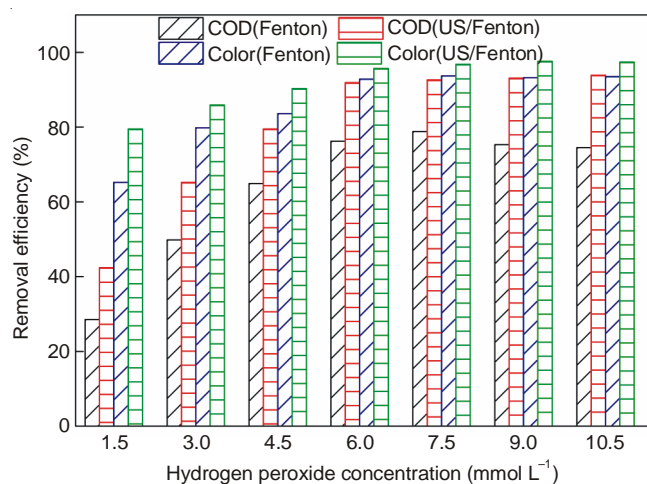 COD(Fenton) COD(US/Fenton)
Color(Fenton) Color(US/Fenton)
100
80
60
40
20
0
Removal efficiency (%)
1.5 3.0 4.5 6.0 7.5 9.0 10.5
Hydrogen peroxide concentration (mmol L⁻¹)